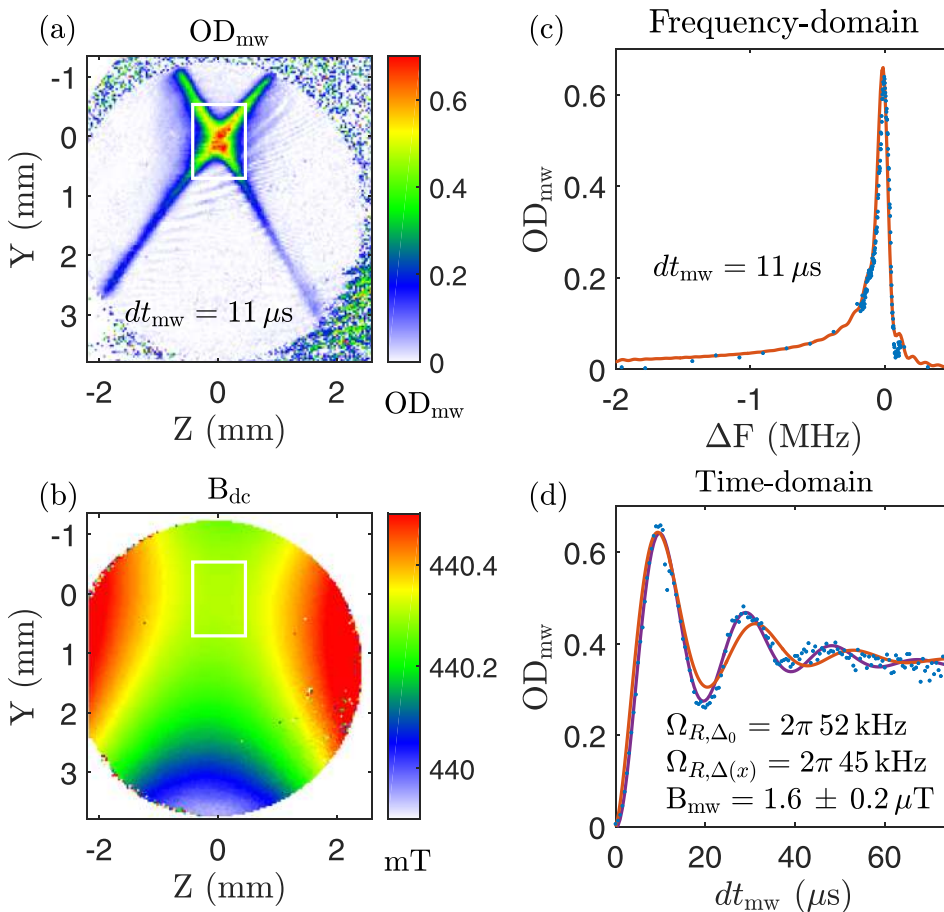 (a)
OD_mw
-1
0
1
2
3
Y (mm)
dt_mw = 11 μs
-2
0
2
Z (mm)
0.6
0.4
0.2
0
OD_mw
(b)
B_dc
-1
0
1
2
3
Y (mm)
-2
0
2
Z (mm)
440.4
440.2
440
mT
(c)
Frequency-domain
0.6
0.4
0.2
0
OD_mw
dt_mw = 11 μs
-2
-1
0
ΔF (MHz)
(d)
Time-domain
0.6
0.4
0.2
0
OD_mw
Ω_R,Δ₀ = 2π 52 kHz
Ω_R,Δ(x) = 2π 45 kHz
B_mw = 1.6 ± 0.2 μT
0
20
40
60
dt_mw (μs)